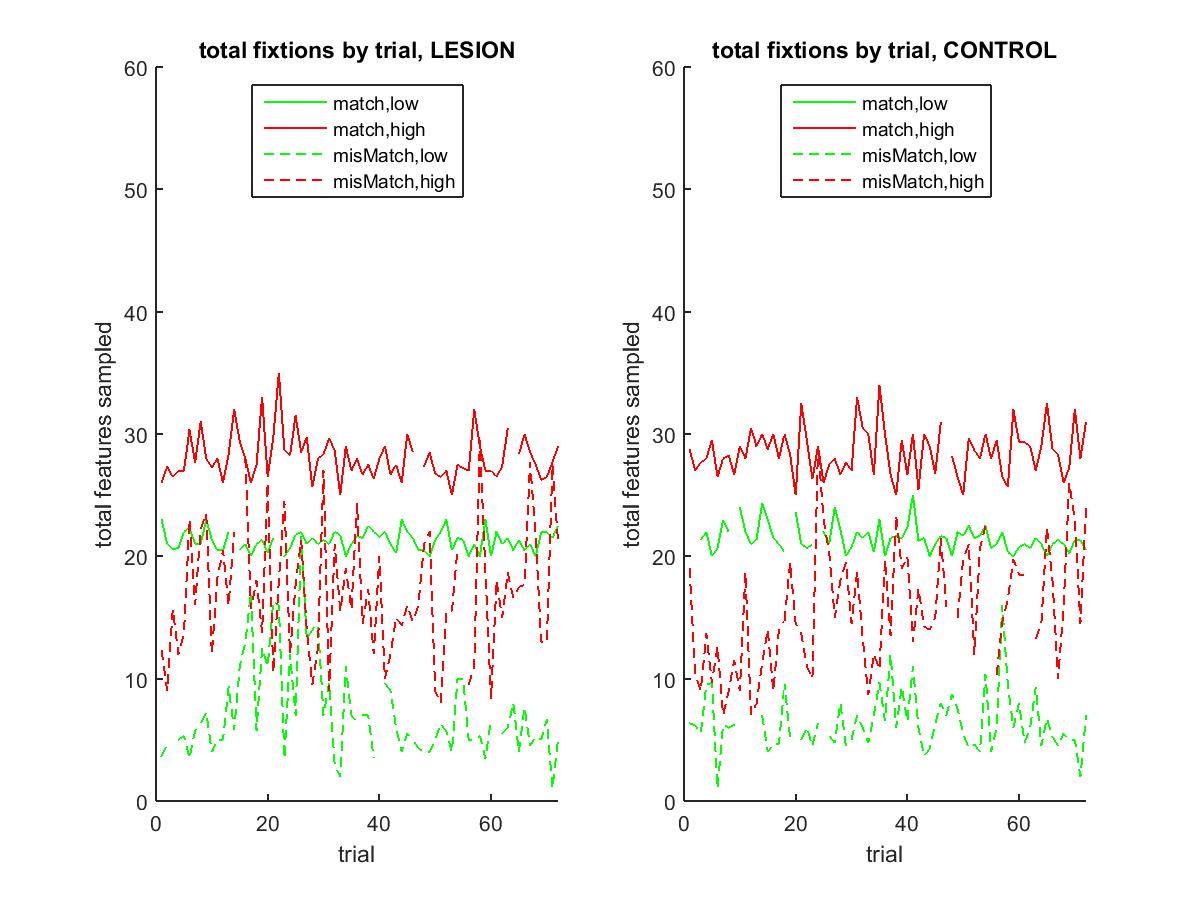 total fixtions by trial, LESION
60
50
40
30
20
10
0
total features sampled
match,low
match,high
misMatch,low
misMatch,high
0
20
40
60
trial
total fixtions by trial, CONTROL
60
50
40
30
20
10
0
total features sampled
match,low
match,high
misMatch,low
misMatch,high
0
20
40
60
trial